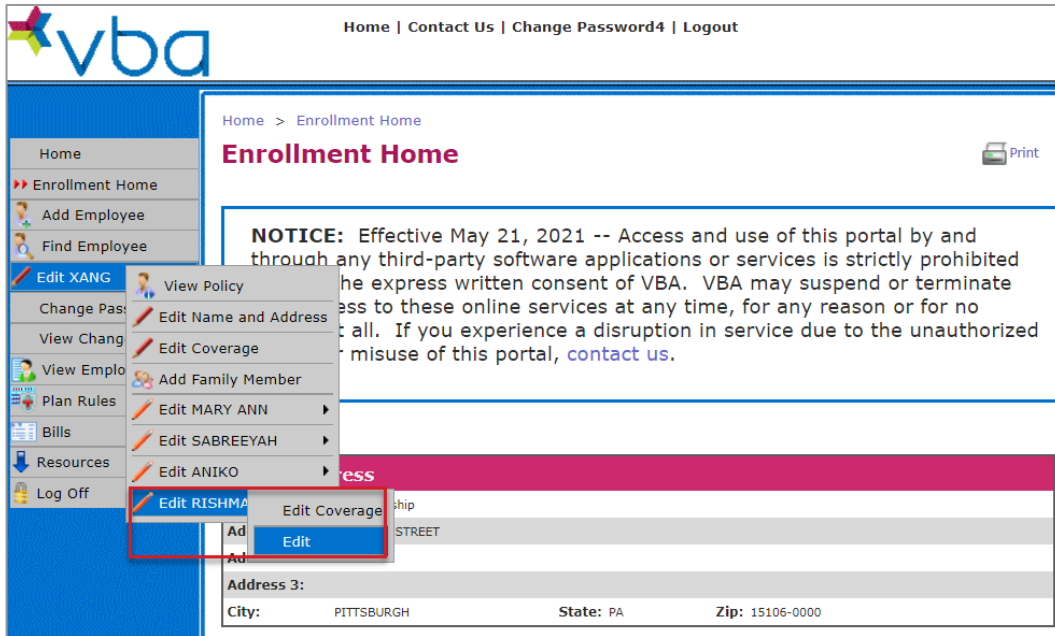 vba
Home | Contact Us | Change Password4 | Logout
Home > Enrollment Home
Enrollment Home
Print
Home
Enrollment Home
Add Employee
Find Employee
Edit XANG
Change Pas
View Chang
View Emplo
Plan Rules
Bills
Resources
Log Off
View Policy
Edit Name and Address
Edit Coverage
Add Family Member
Edit MARY ANN
Edit SABREEYAH
Edit ANIKO
Edit RISHMA
Edit Coverage
Edit
NOTICE: Effective May 21, 2021 -- Access and use of this portal by and
through any third-party software applications or services is strictly prohibited
he express written consent of VBA. VBA may suspend or terminate
ess to these online services at any time, for any reason or for no
t all. If you experience a disruption in service due to the unauthorized
r misuse of this portal, contact us.
ress
ship
Ad STREET
Ad
Address 3:
City: PITTSBURGH State: PA Zip: 15106-0000